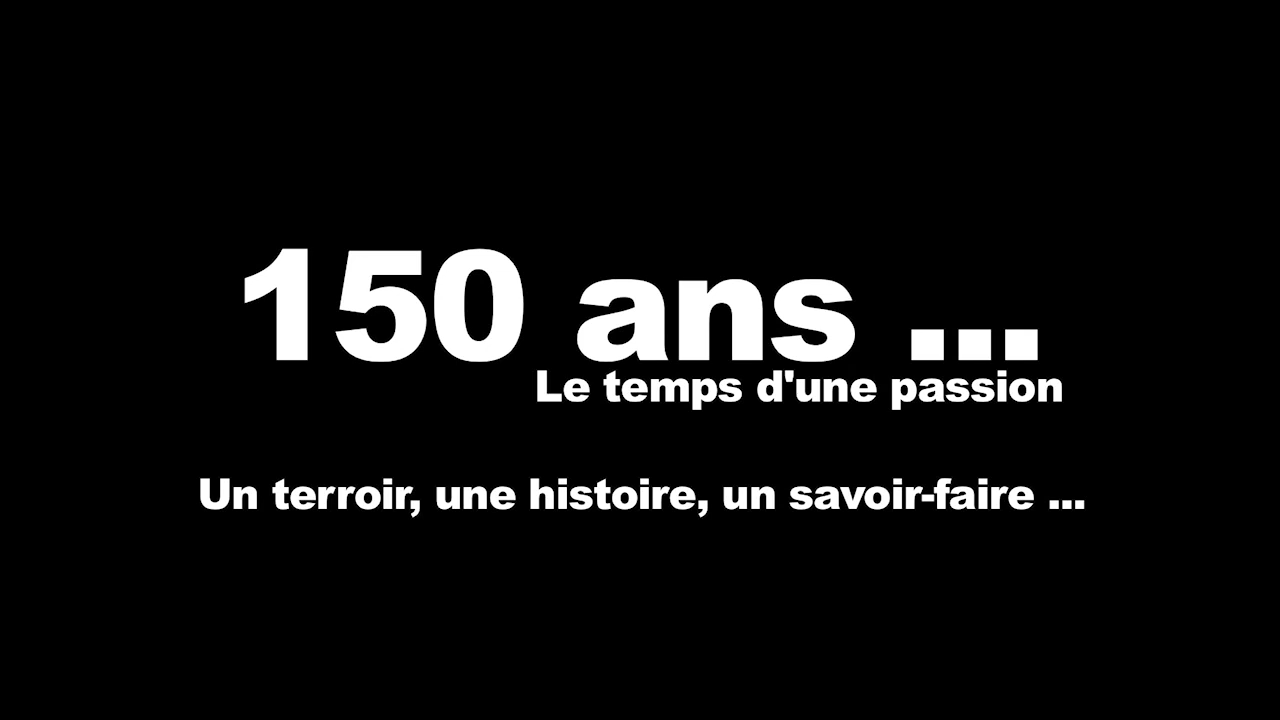 150 ans ...
Le temps d'une passion
Un terroir, une histoire, un savoir-faire ...